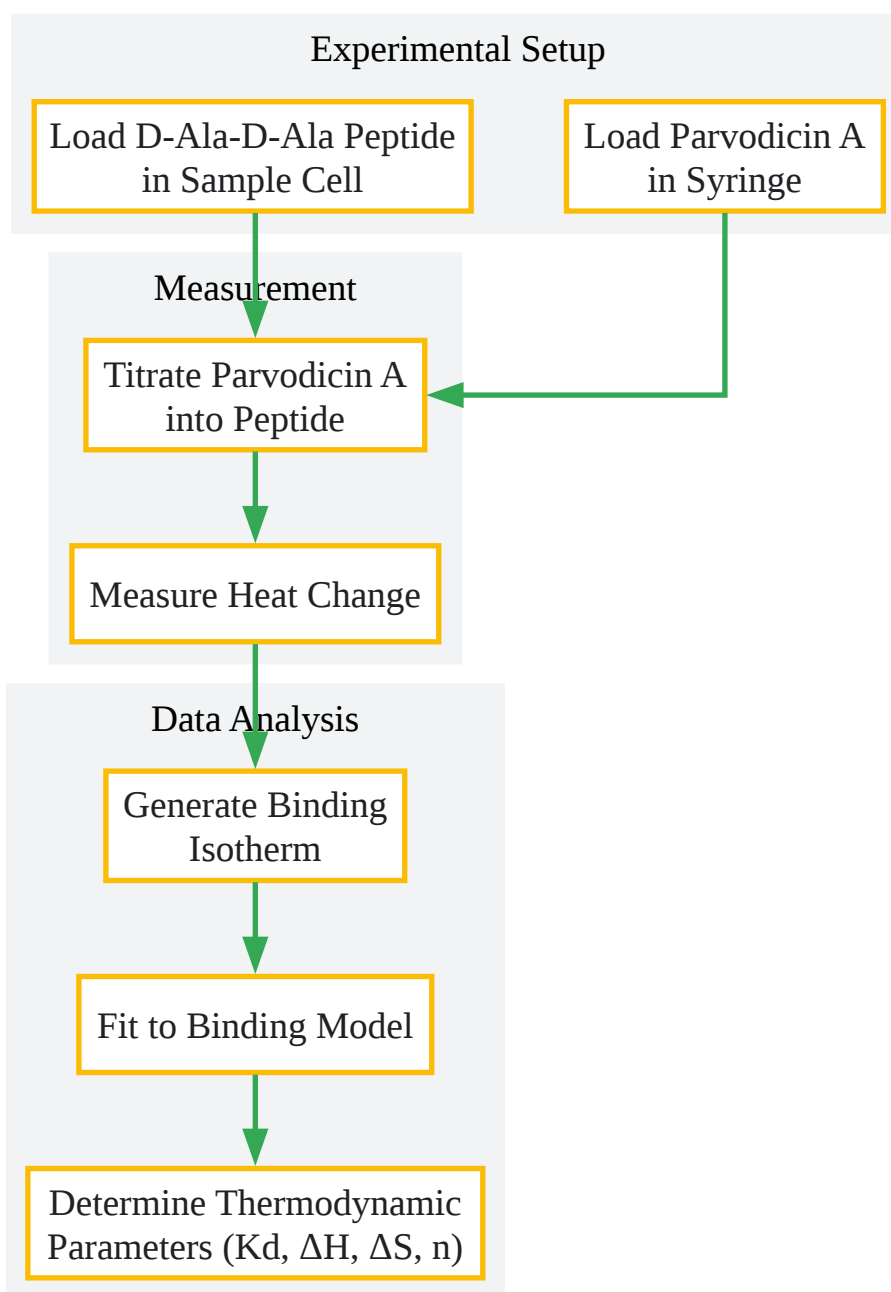 Experimental Setup
Load D-Ala-D-Ala Peptide
in Sample Cell
Load Parvodicin A
in Syringe
Measurement
Titrate Parvodicin A
into Peptide
Measure Heat Change
Data Analysis
Generate Binding
Isotherm
Fit to Binding Model
Determine Thermodynamic
Parameters (Kd, ΔH, ΔS, n)